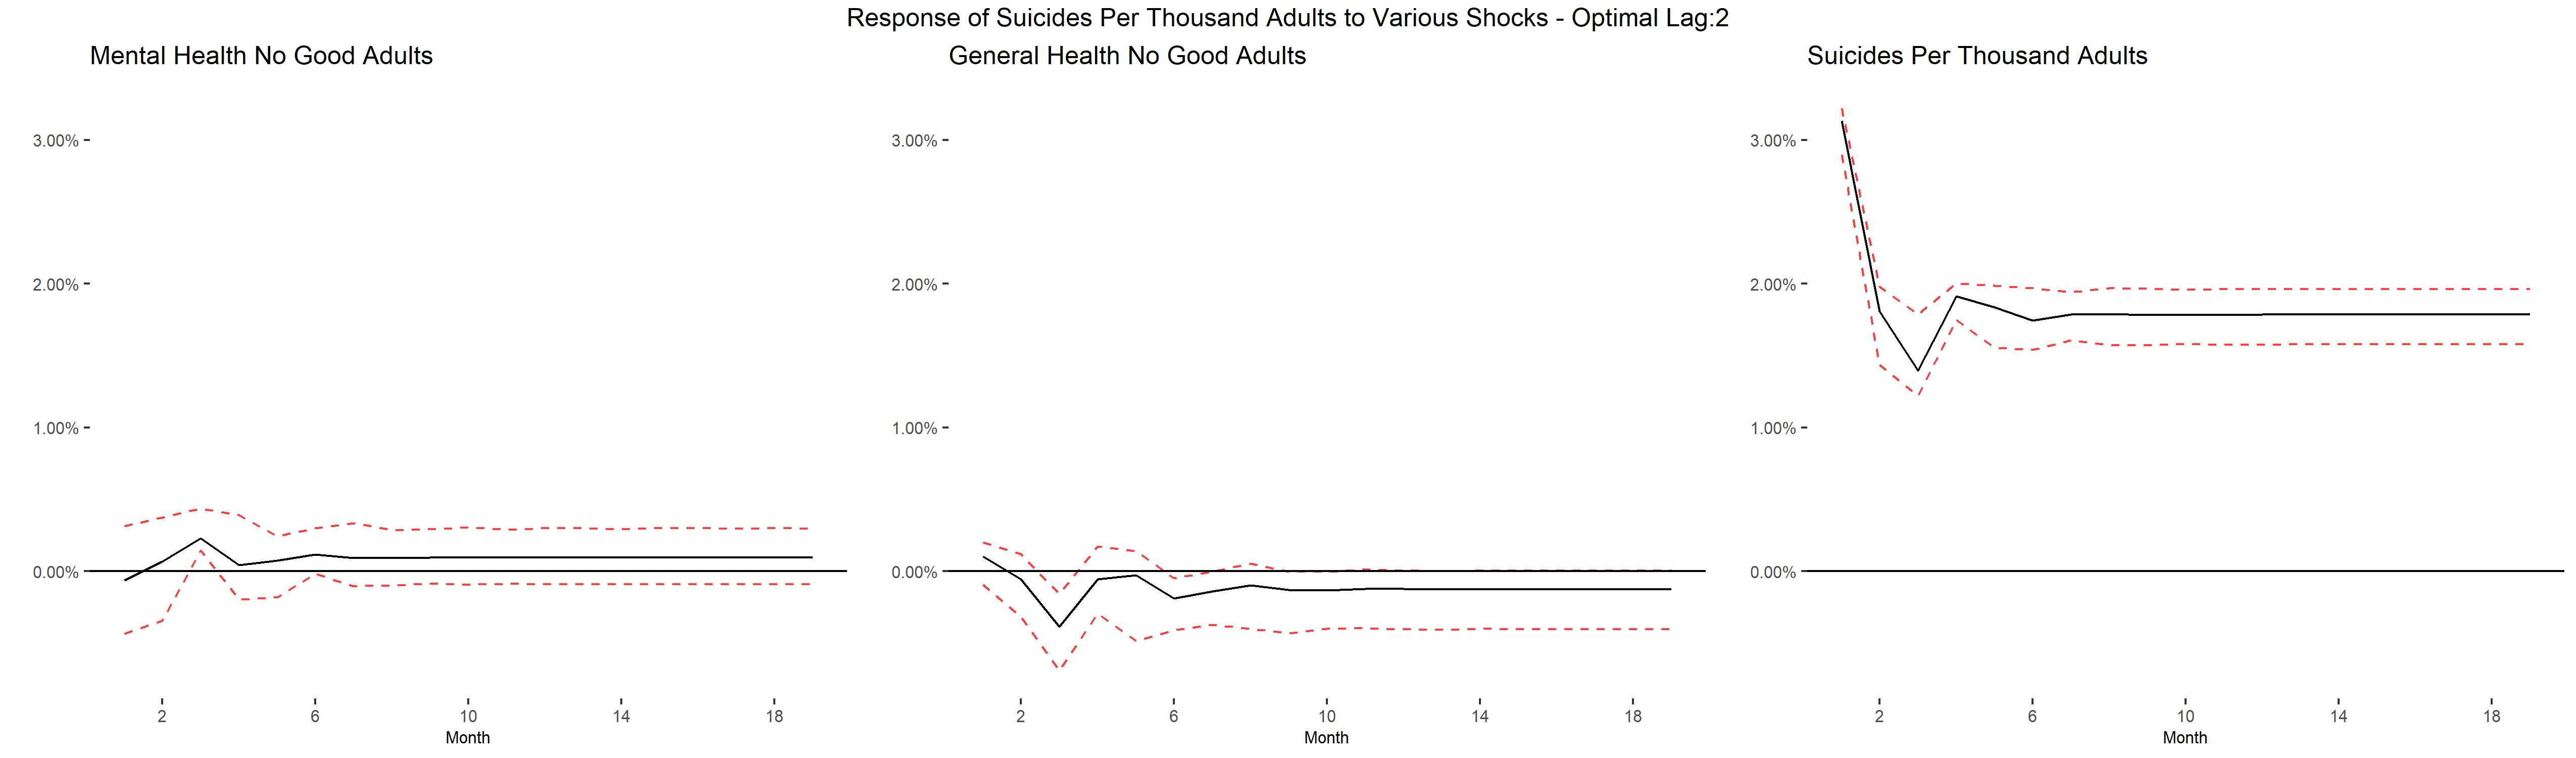 Response of Suicides Per Thousand Adults to Various Shocks - Optimal Lag:2
Mental Health No Good Adults
3.00%
2.00%
1.00%
0.00%
2 6 10 14 18
Month
General Health No Good Adults
3.00%
2.00%
1.00%
0.00%
2 6 10 14 18
Month
Suicides Per Thousand Adults
3.00%
2.00%
1.00%
0.00%
2 6 10 14 18
Month